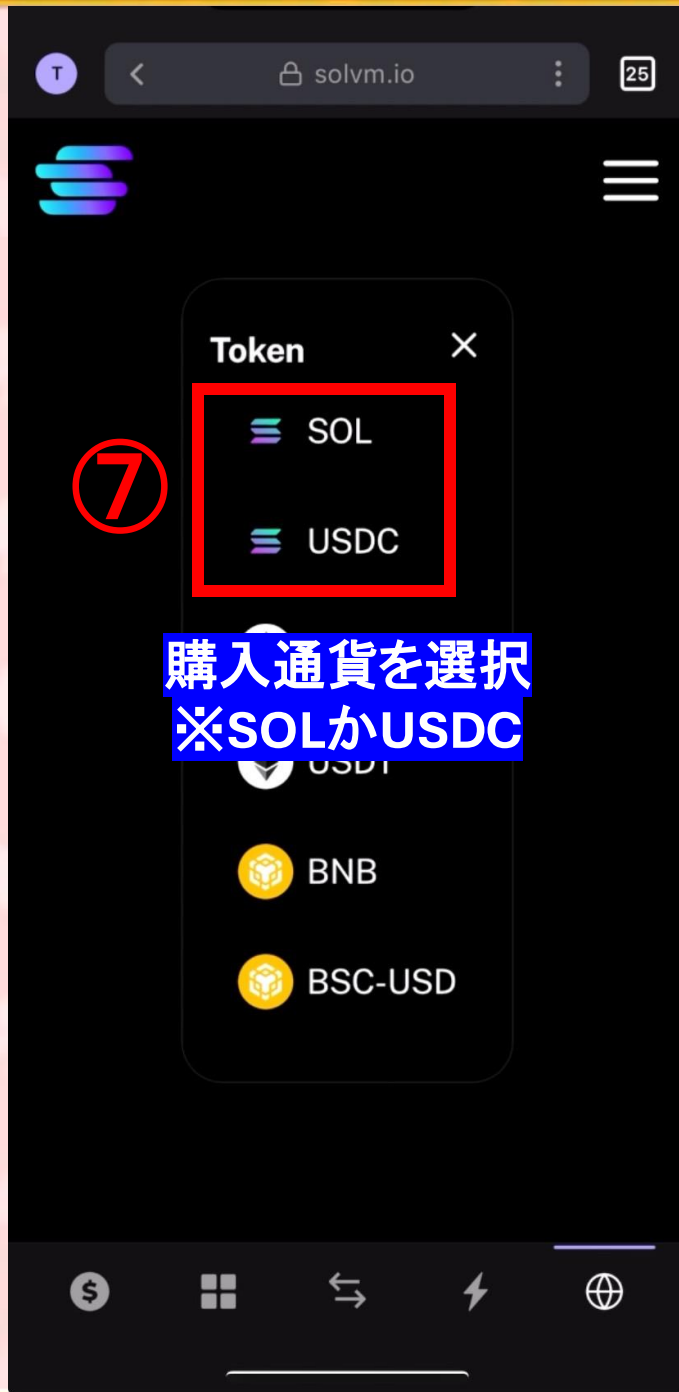 T
solvm.io
25
Token
SOL
⑦
USDC
購入通貨を選択
※SOLかUSDC
USDT
BNB
BSC-USD